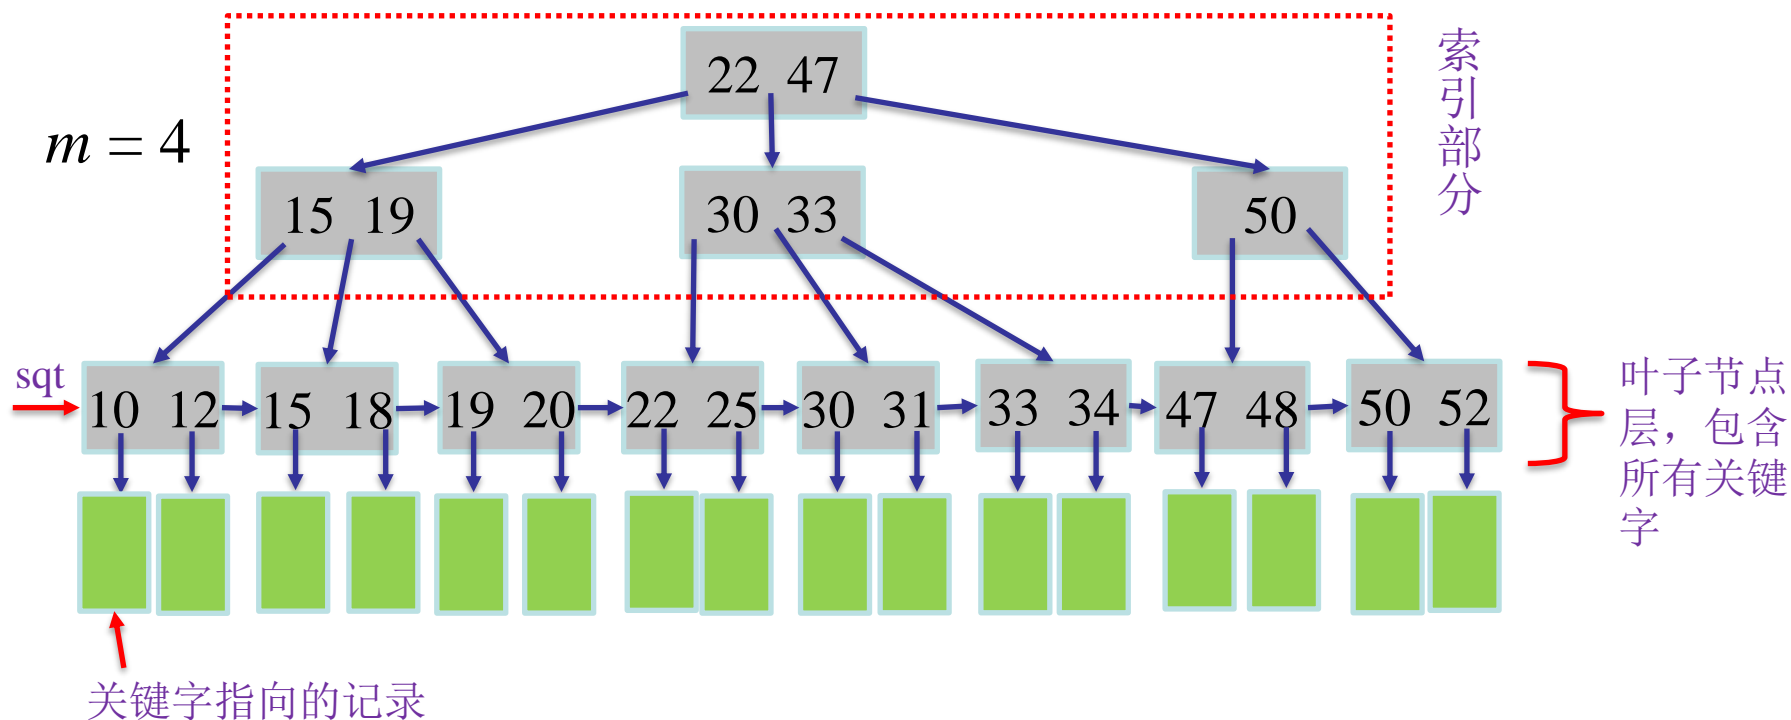 22 47
索引部分
m = 4
15 19
30 33
50
sqt
10 12
15 18
19 20
22 25
30 31
33 34
47 48
50 52
叶子节点
层，包含
所有关键
字
关键字指向的记录